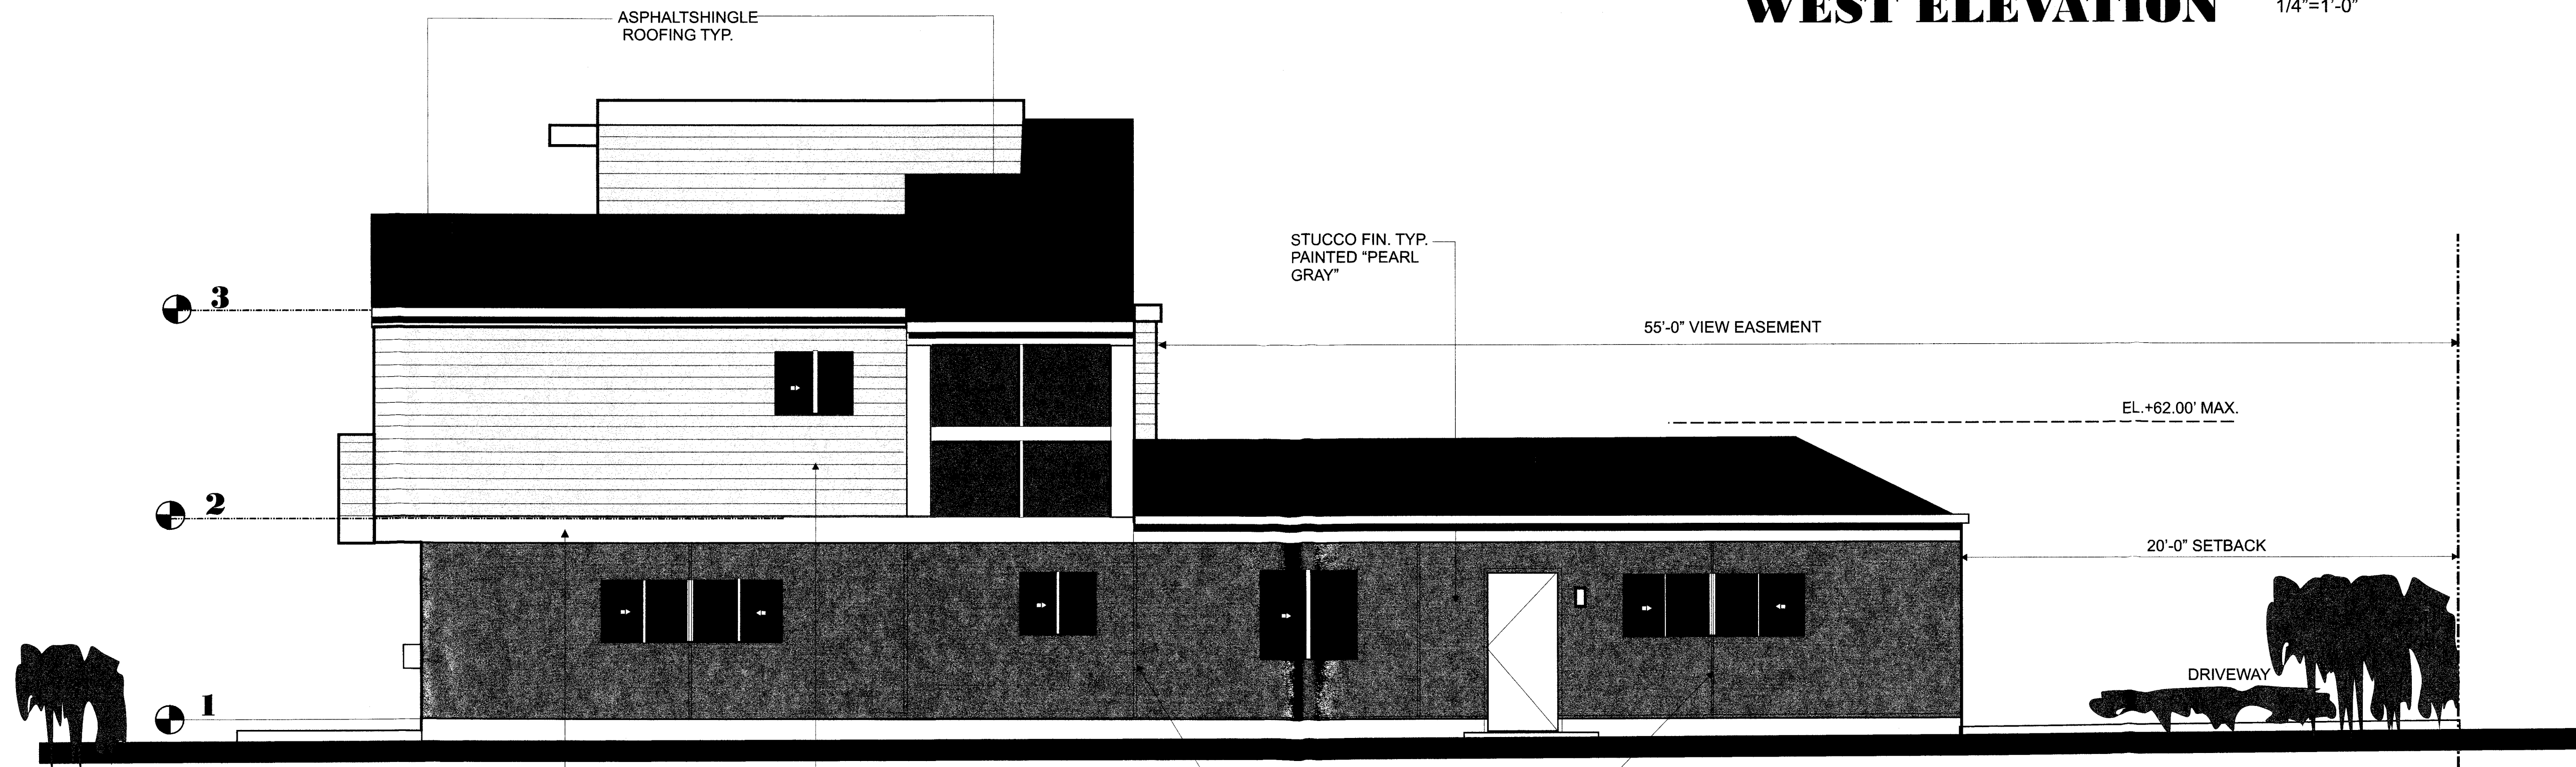 WEST ELEVATION
1/4"=1'-0"
ASPHALTSHINGLE
ROOFING TYP.
STUCCO FIN. TYP.
PAINTED “PEARL
GRAY”
3
55’-0” VIEW EASEMENT
EL.+62.00’ MAX.
2
20’-0” SETBACK
DRIVEWAY
1